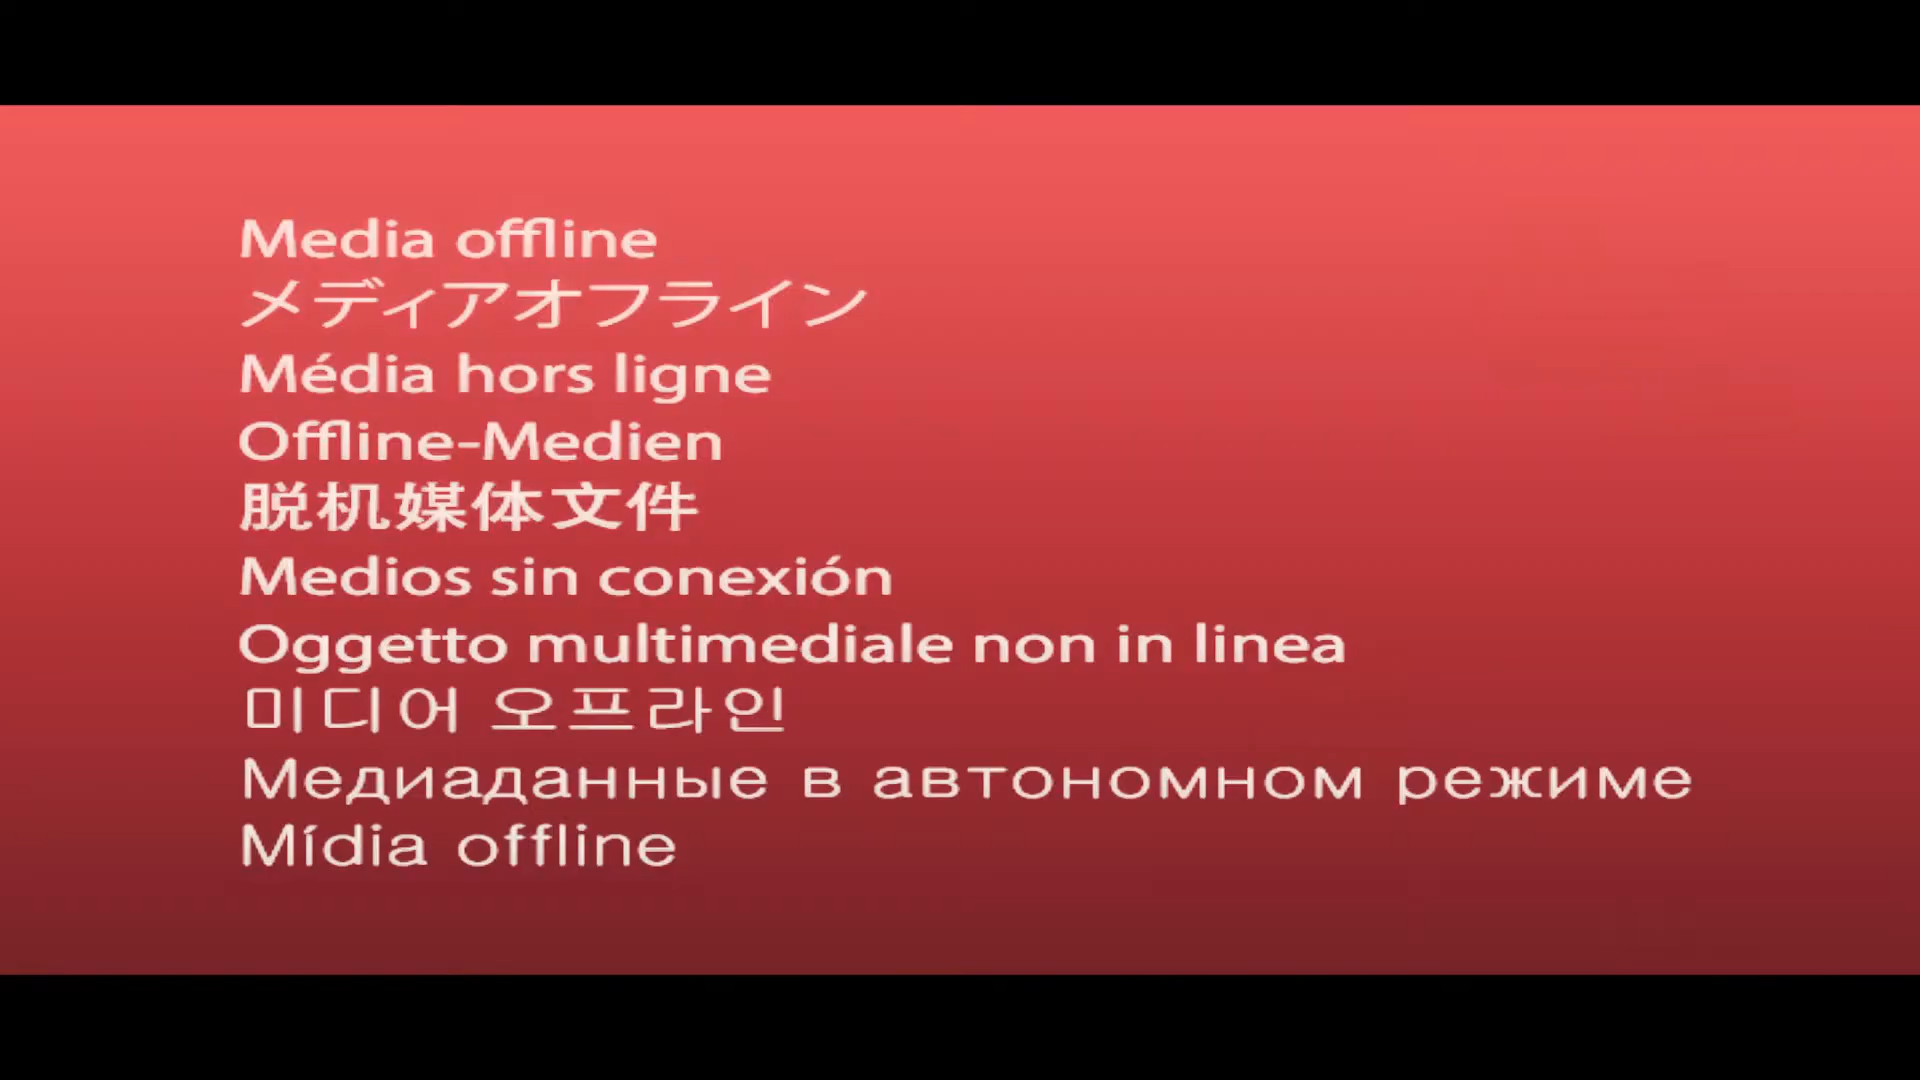 Media offline
メディアオフライン
Média hors ligne
Offline-Medien
脱机媒体文件
Medios sin conexión
Oggetto multimediale non in linea
미디어 오프라인
Медиаданные в автономном режиме
Mídia offline